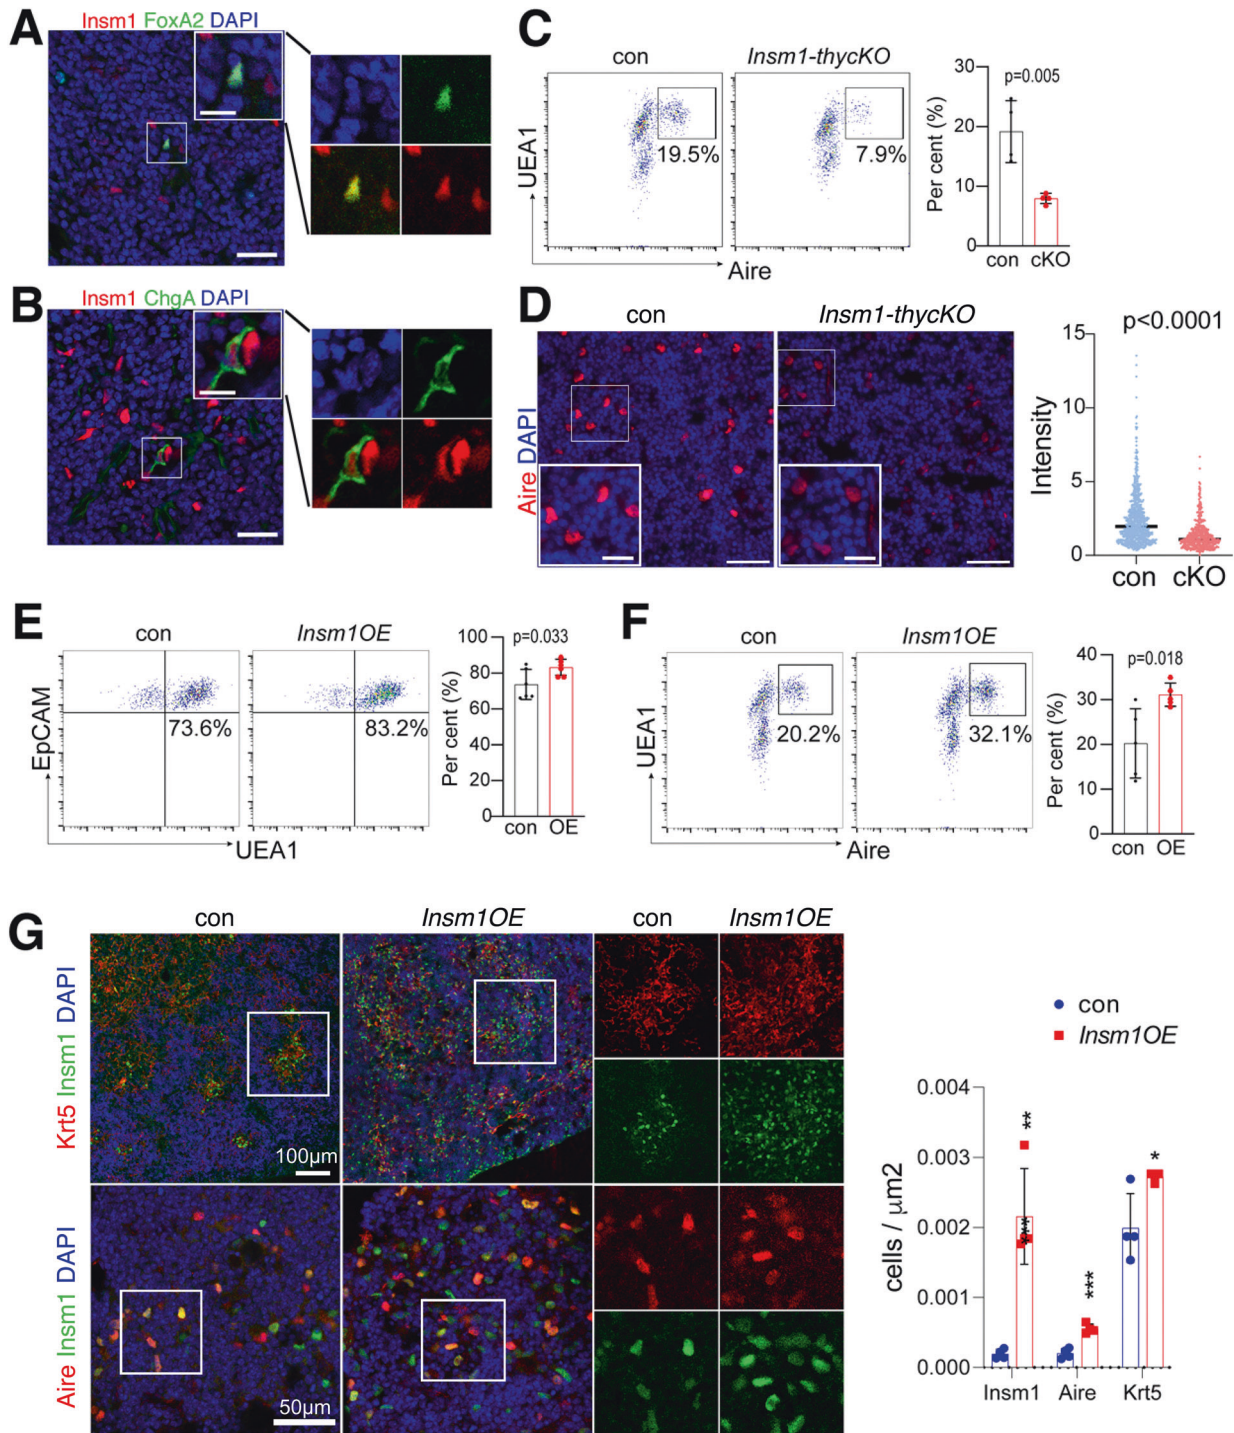 A
Insm1 FoxA2 DAPI
B
Insm1 ChgA DAPI
C
con
Insm1-thycKO
UEA1
19.5%
7.9%
Aire
Per cent (%)
30
20
10
0
p=0.005
con cKO
D
con
Insm1-thycKO
Aire DAPI
p<0.0001
Intensity
15
10
5
0
con cKO
E
con
Insm1OE
EpCAM
73.6%
83.2%
UEA1
Per cent (%)
100
80
60
40
20
0
p=0.033
con OE
F
con
Insm1OE
UEA1
20.2%
32.1%
Aire
Per cent (%)
40
30
20
10
0
p=0.018
con OE
G
con
Insm1OE
con
Insm1OE
Krt5 Insm1 DAPI
100μm
Aire Insm1 DAPI
50μm
con
Insm1OE
cells / μm2
0.004
0.003
0.002
0.001
0.000
**
***
*
Insm1 Aire Krt5